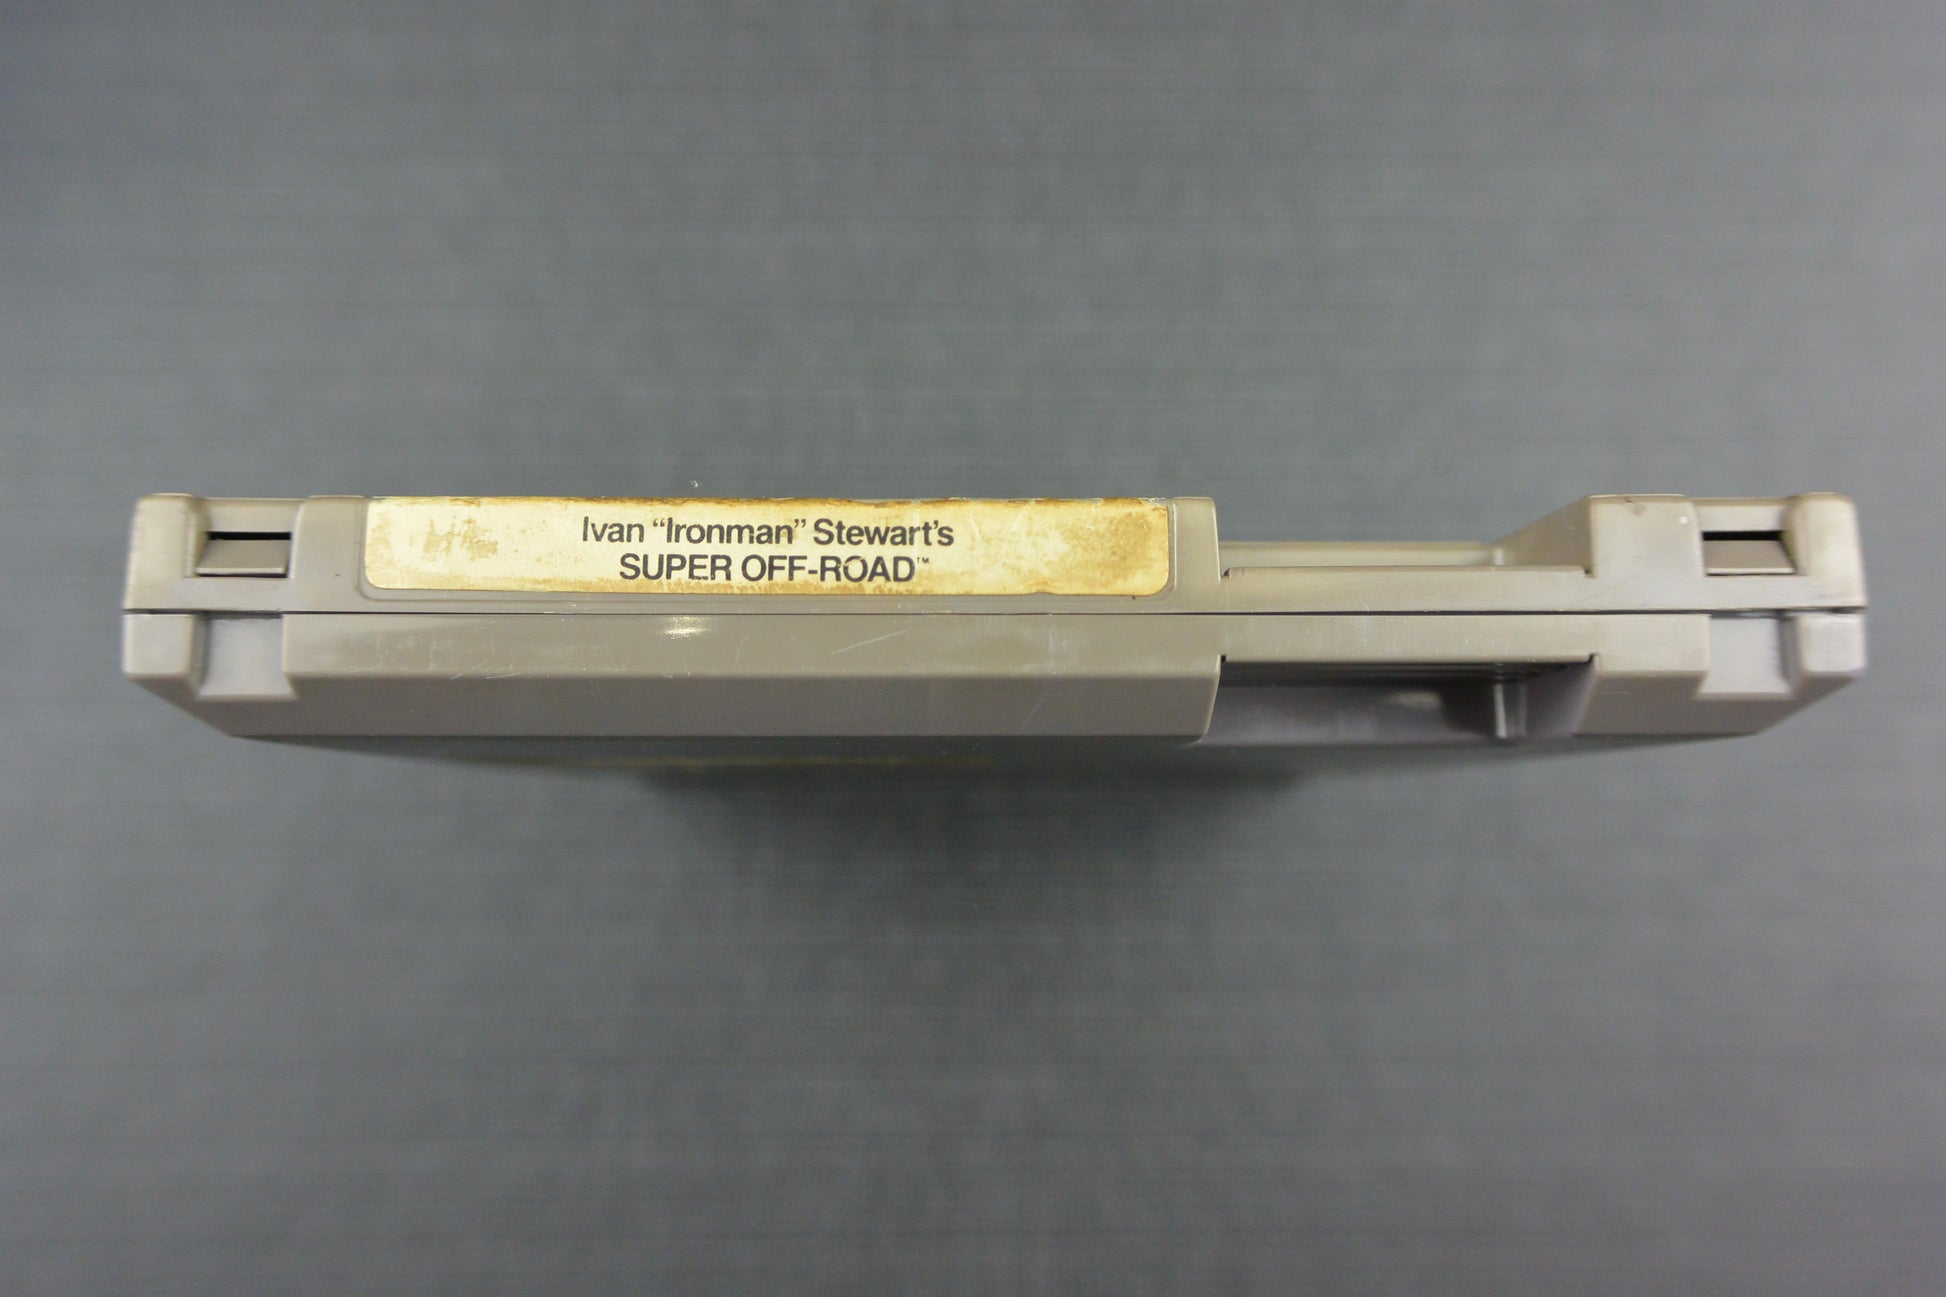 Ivan “Ironman” Stewart’s
SUPER OFF-ROAD™